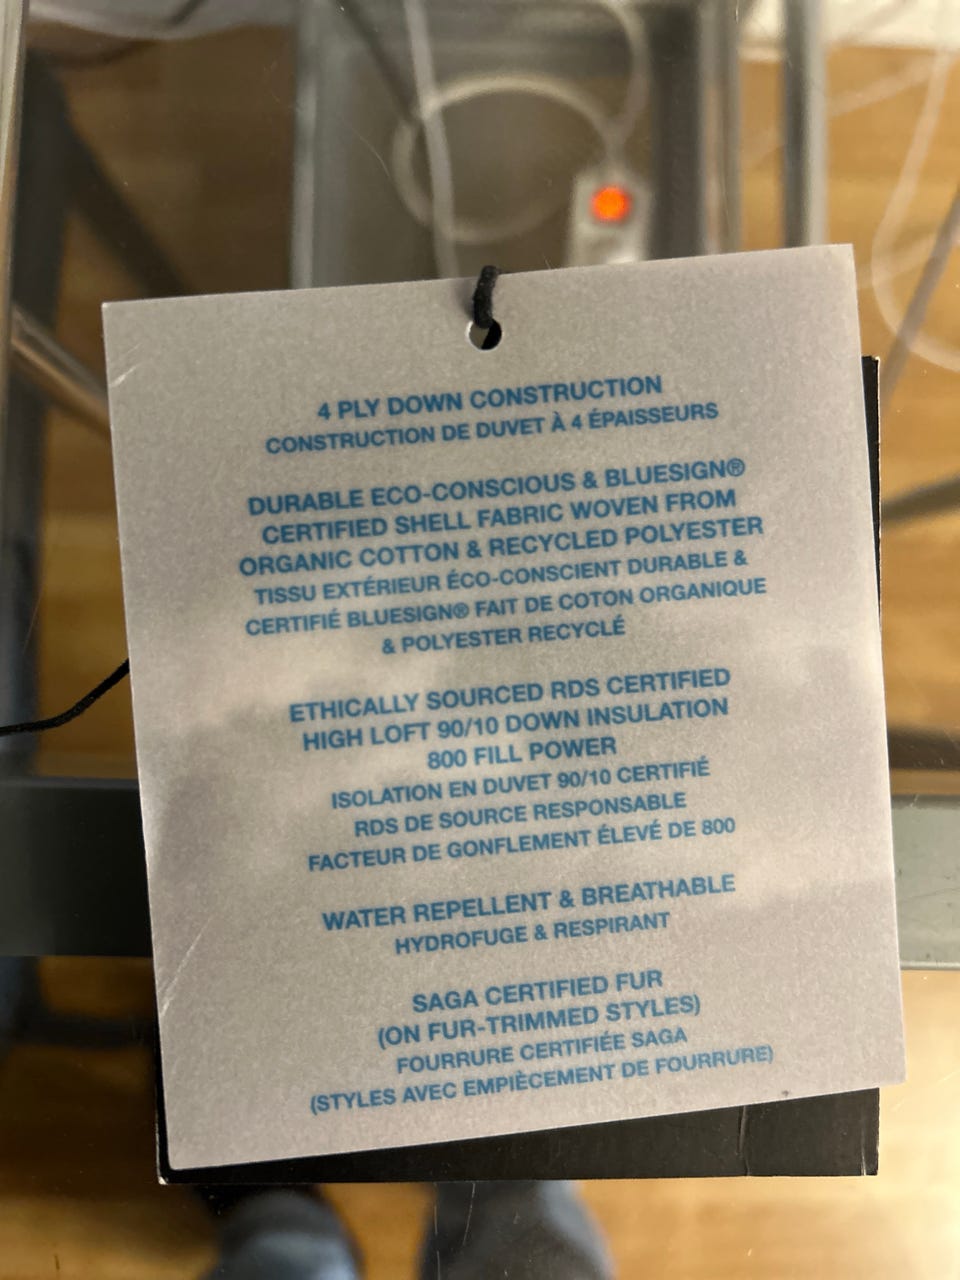 4 PLY DOWN CONSTRUCTION
CONSTRUCTION DE DUVET À 4 ÉPAISSEURS
DURABLE ECO-CONSCIOUS & BLUESIGN®
CERTIFIED SHELL FABRIC WOVEN FROM
ORGANIC COTTON & RECYCLED POLYESTER
TISSU EXTÉRIEUR ÉCO-CONSCIENT DURABLE &
CERTIFIÉ BLUESIGN® FAIT DE COTON ORGANIQUE
& POLYESTER RECYCLÉ
ETHICALLY SOURCED RDS CERTIFIED
HIGH LOFT 90/10 DOWN INSULATION
800 FILL POWER
ISOLATION EN DUVET 90/10 CERTIFIÉ
RDS DE SOURCE RESPONSABLE
FACTEUR DE GONFLEMENT ÉLEVÉ DE 800
WATER REPELLENT & BREATHABLE
HYDROFUGE & RESPIRANT
SAGA CERTIFIED FUR
(ON FUR-TRIMMED STYLES)
FOURRURE CERTIFIÉE SAGA
(STYLES AVEC EMPIÈCEMENT DE FOURRURE)